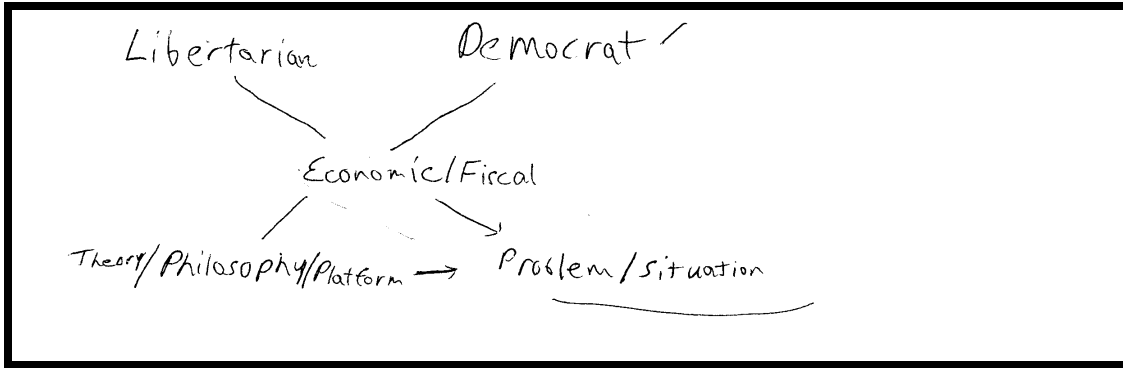 Libertarian Democrat
Economic/Fiscal
Theory/Philosophy/Platform → Problem/Situation